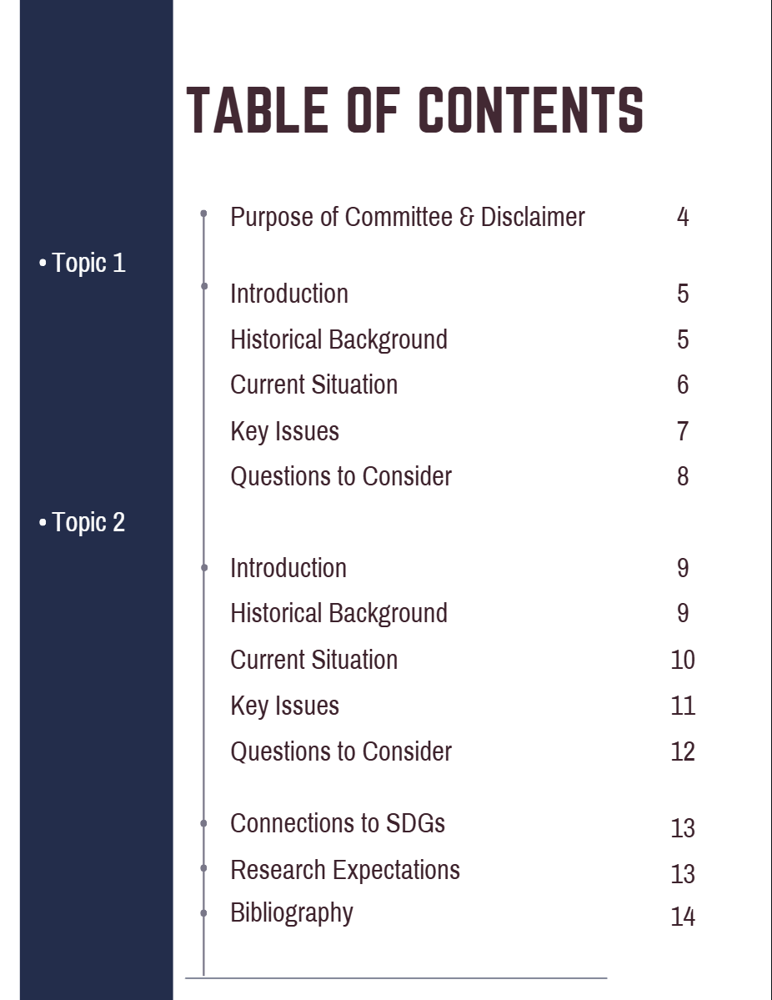 TABLE OF CONTENTS
Purpose of Committee & Disclaimer 4
• Topic 1
Introduction 5
Historical Background 5
Current Situation 6
Key Issues 7
Questions to Consider 8
• Topic 2
Introduction 9
Historical Background 9
Current Situation 10
Key Issues 11
Questions to Consider 12
Connections to SDGs 13
Research Expectations 13
Bibliography 14